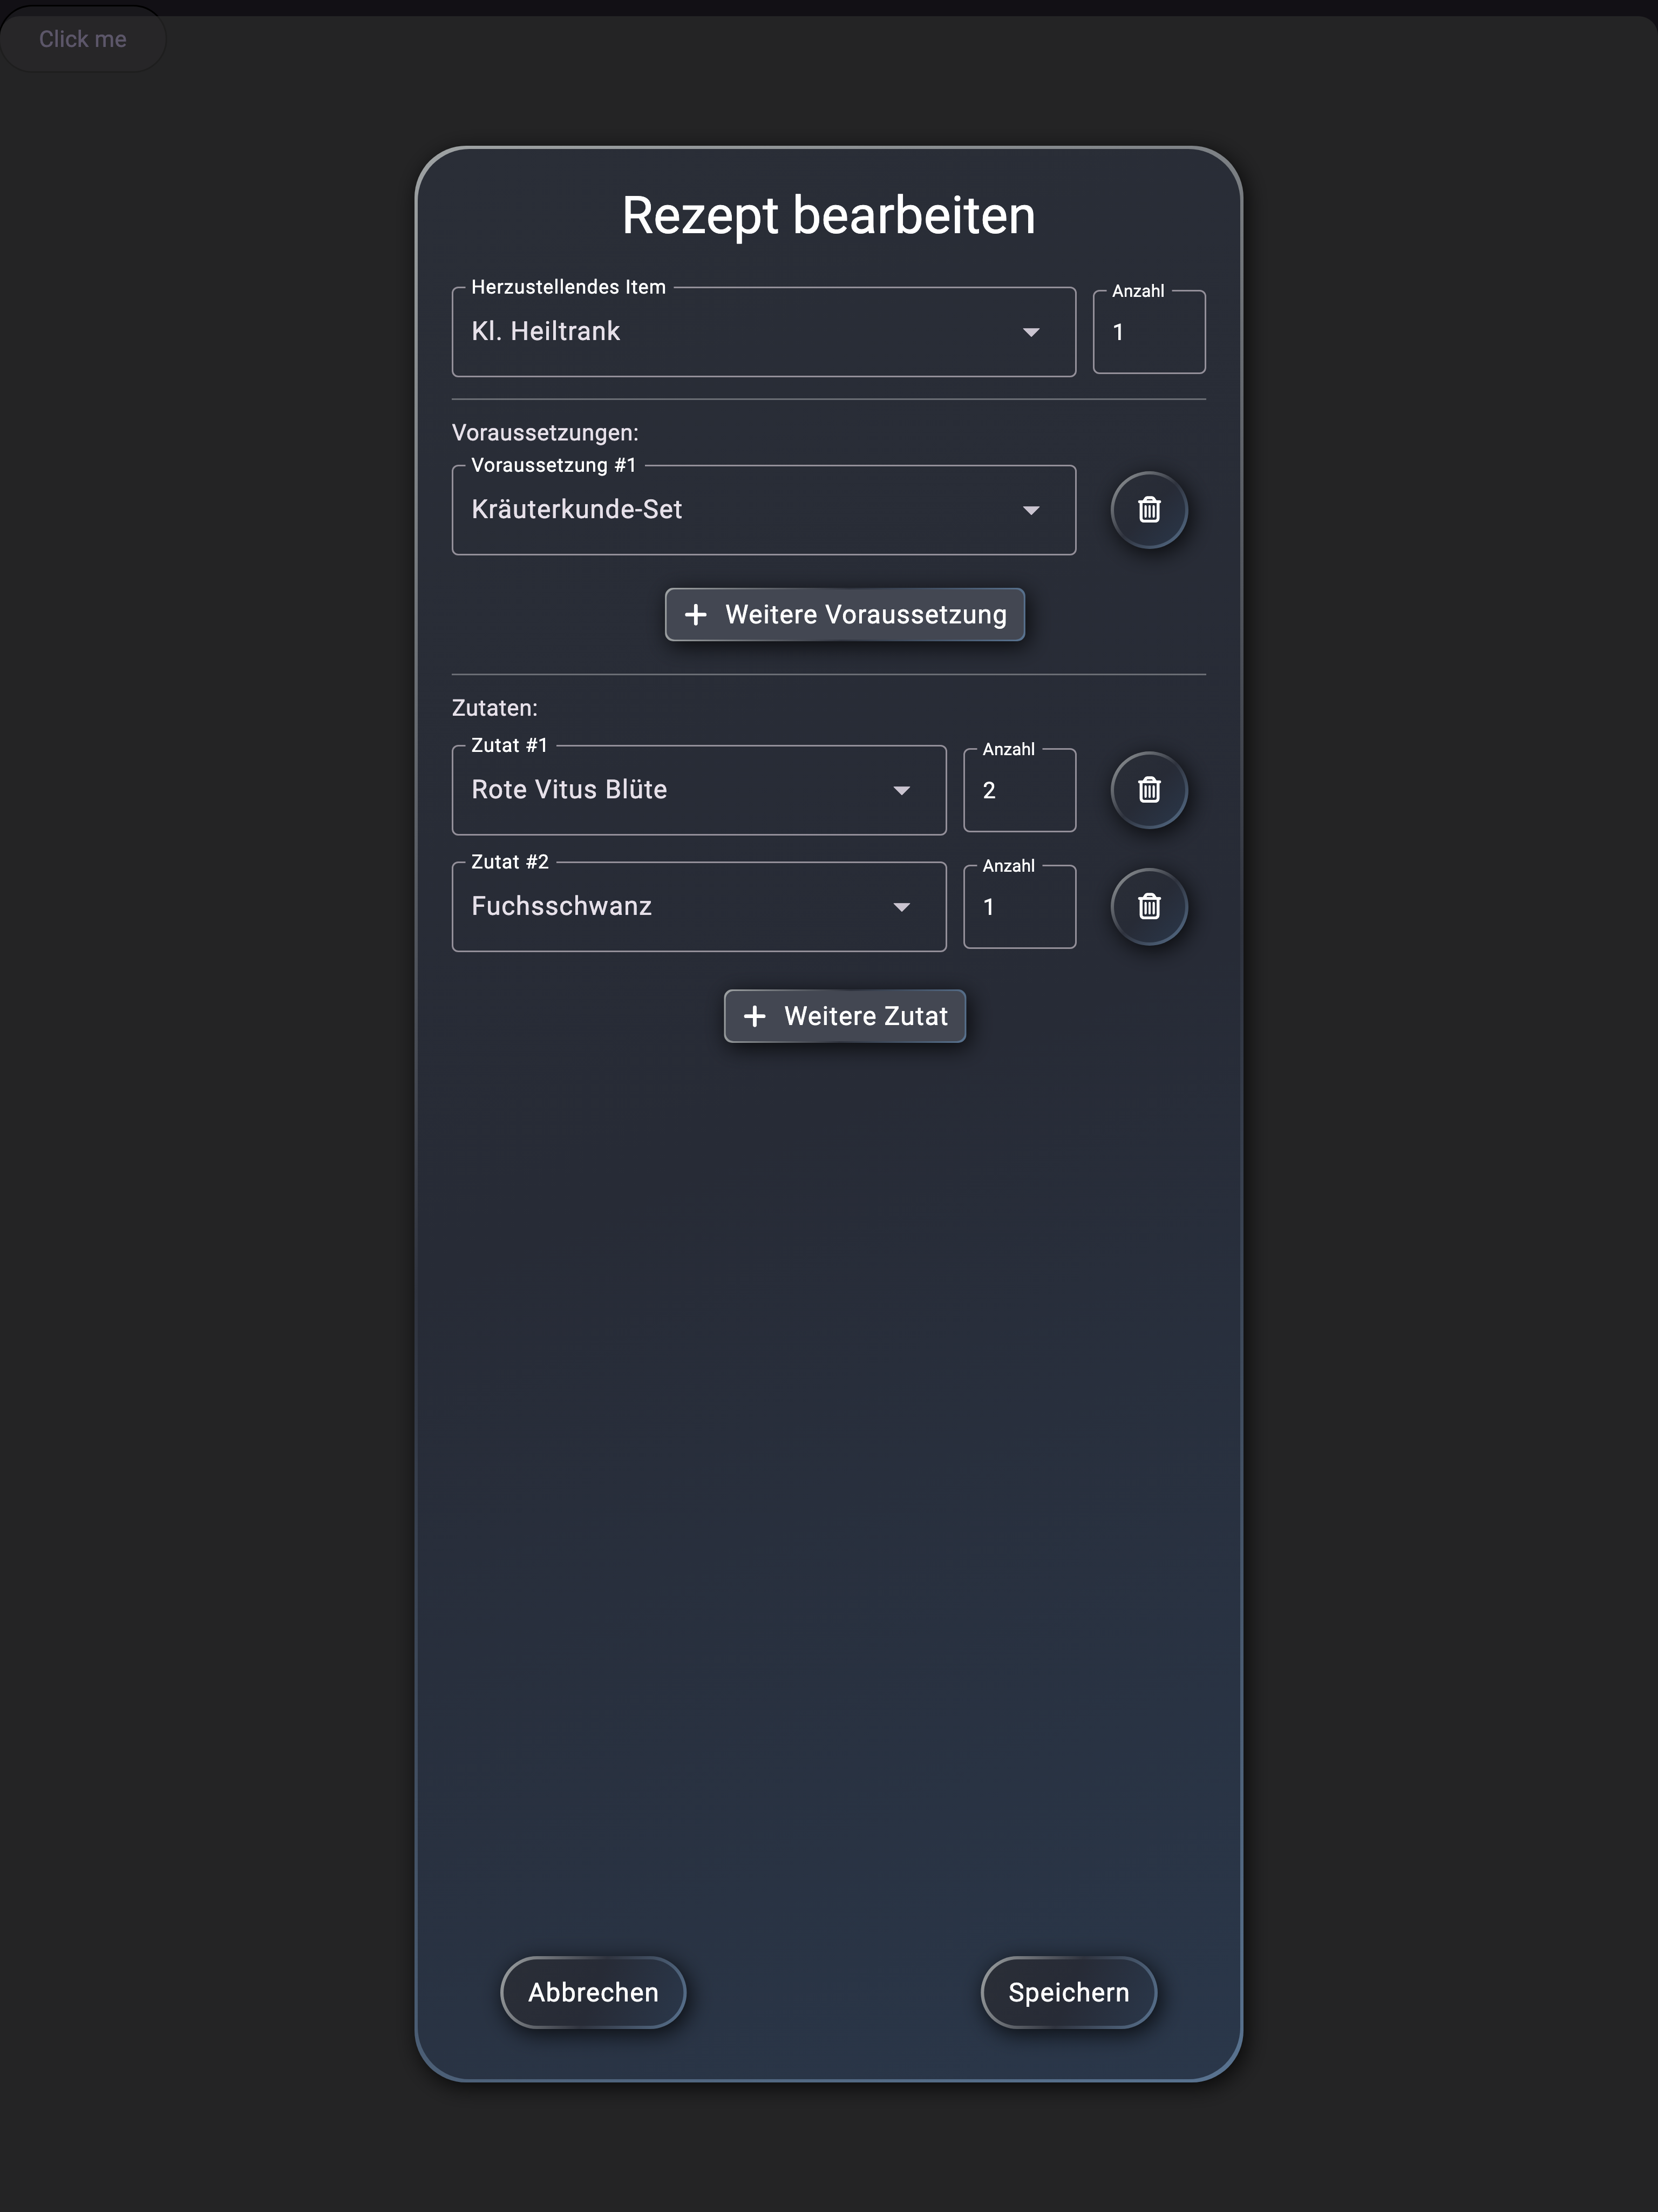 Click me
Rezept bearbeiten
Herzustellendes Item
Anzahl
Kl. Heiltrank
1
Voraussetzungen:
Voraussetzung #1
Kräuterkunde-Set
+ Weitere Voraussetzung
Zutaten:
Zutat #1
Anzahl
Rote Vitus Blüte
2
Zutat #2
Anzahl
Fuchsschwanz
1
+ Weitere Zutat
Abbrechen
Speichern